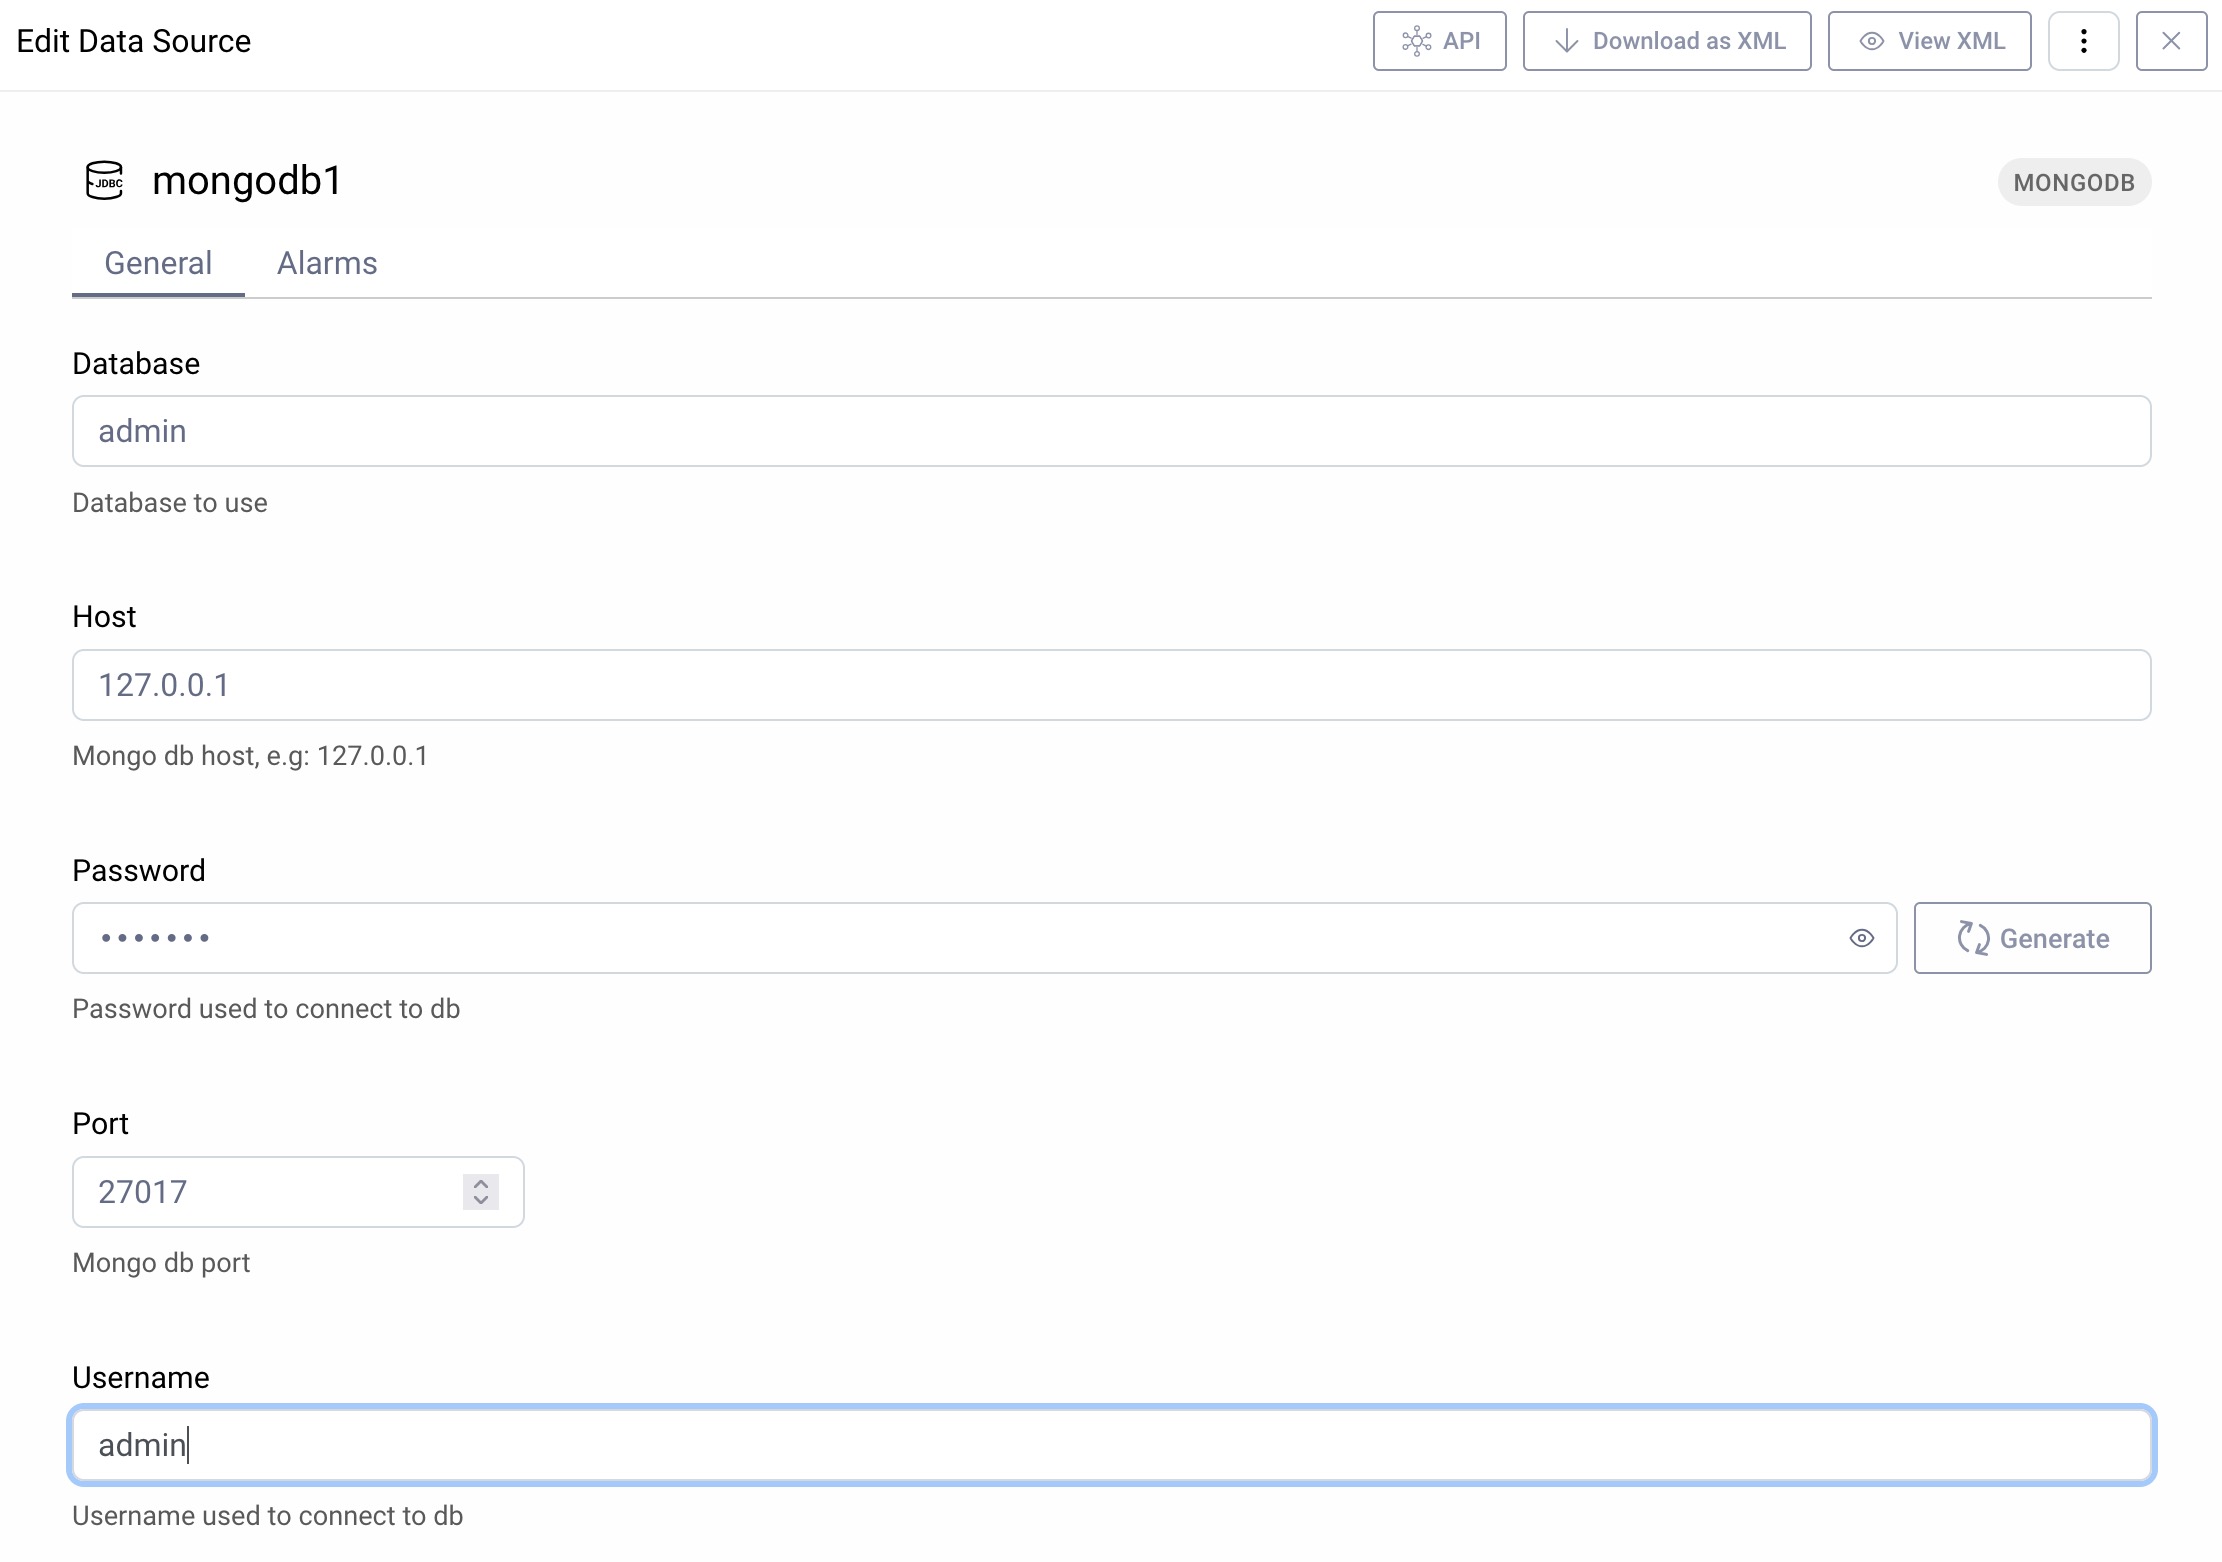 Edit Data Source
API
Download as XML
View XML
JDBC
mongodb1
MONGODB
General
Alarms
Database
admin
Database to use
Host
127.0.0.1
Mongo db host, e.g: 127.0.0.1
Password
•••••••
Generate
Password used to connect to db
Port
27017
Mongo db port
Username
admin
Username used to connect to db